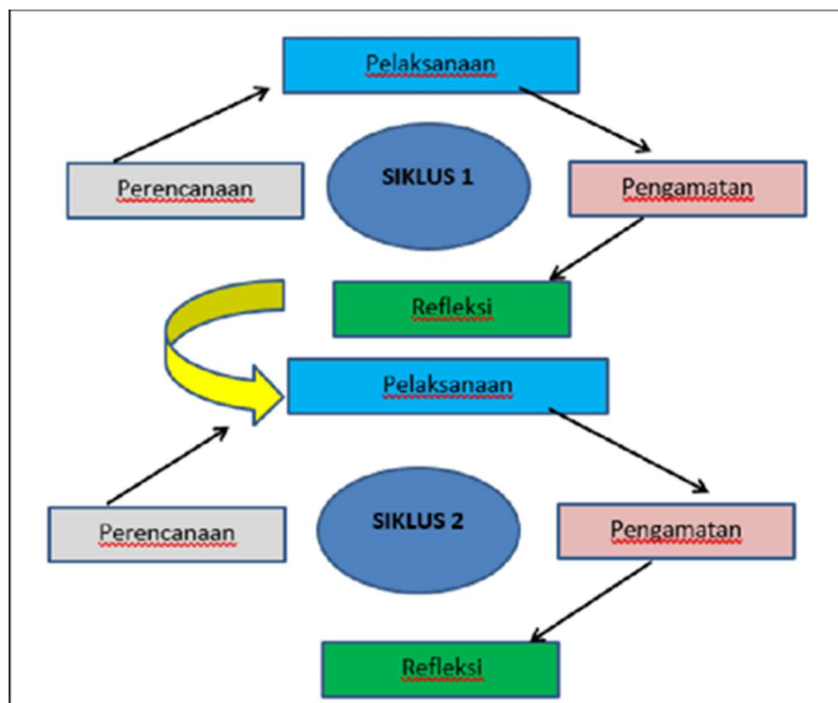 Pelaksanaan
SIKLUS 1
Perencanaan
Pengamatan
Refleksi
Pelaksanaan
SIKLUS 2
Perencanaan
Pengamatan
Refleksi